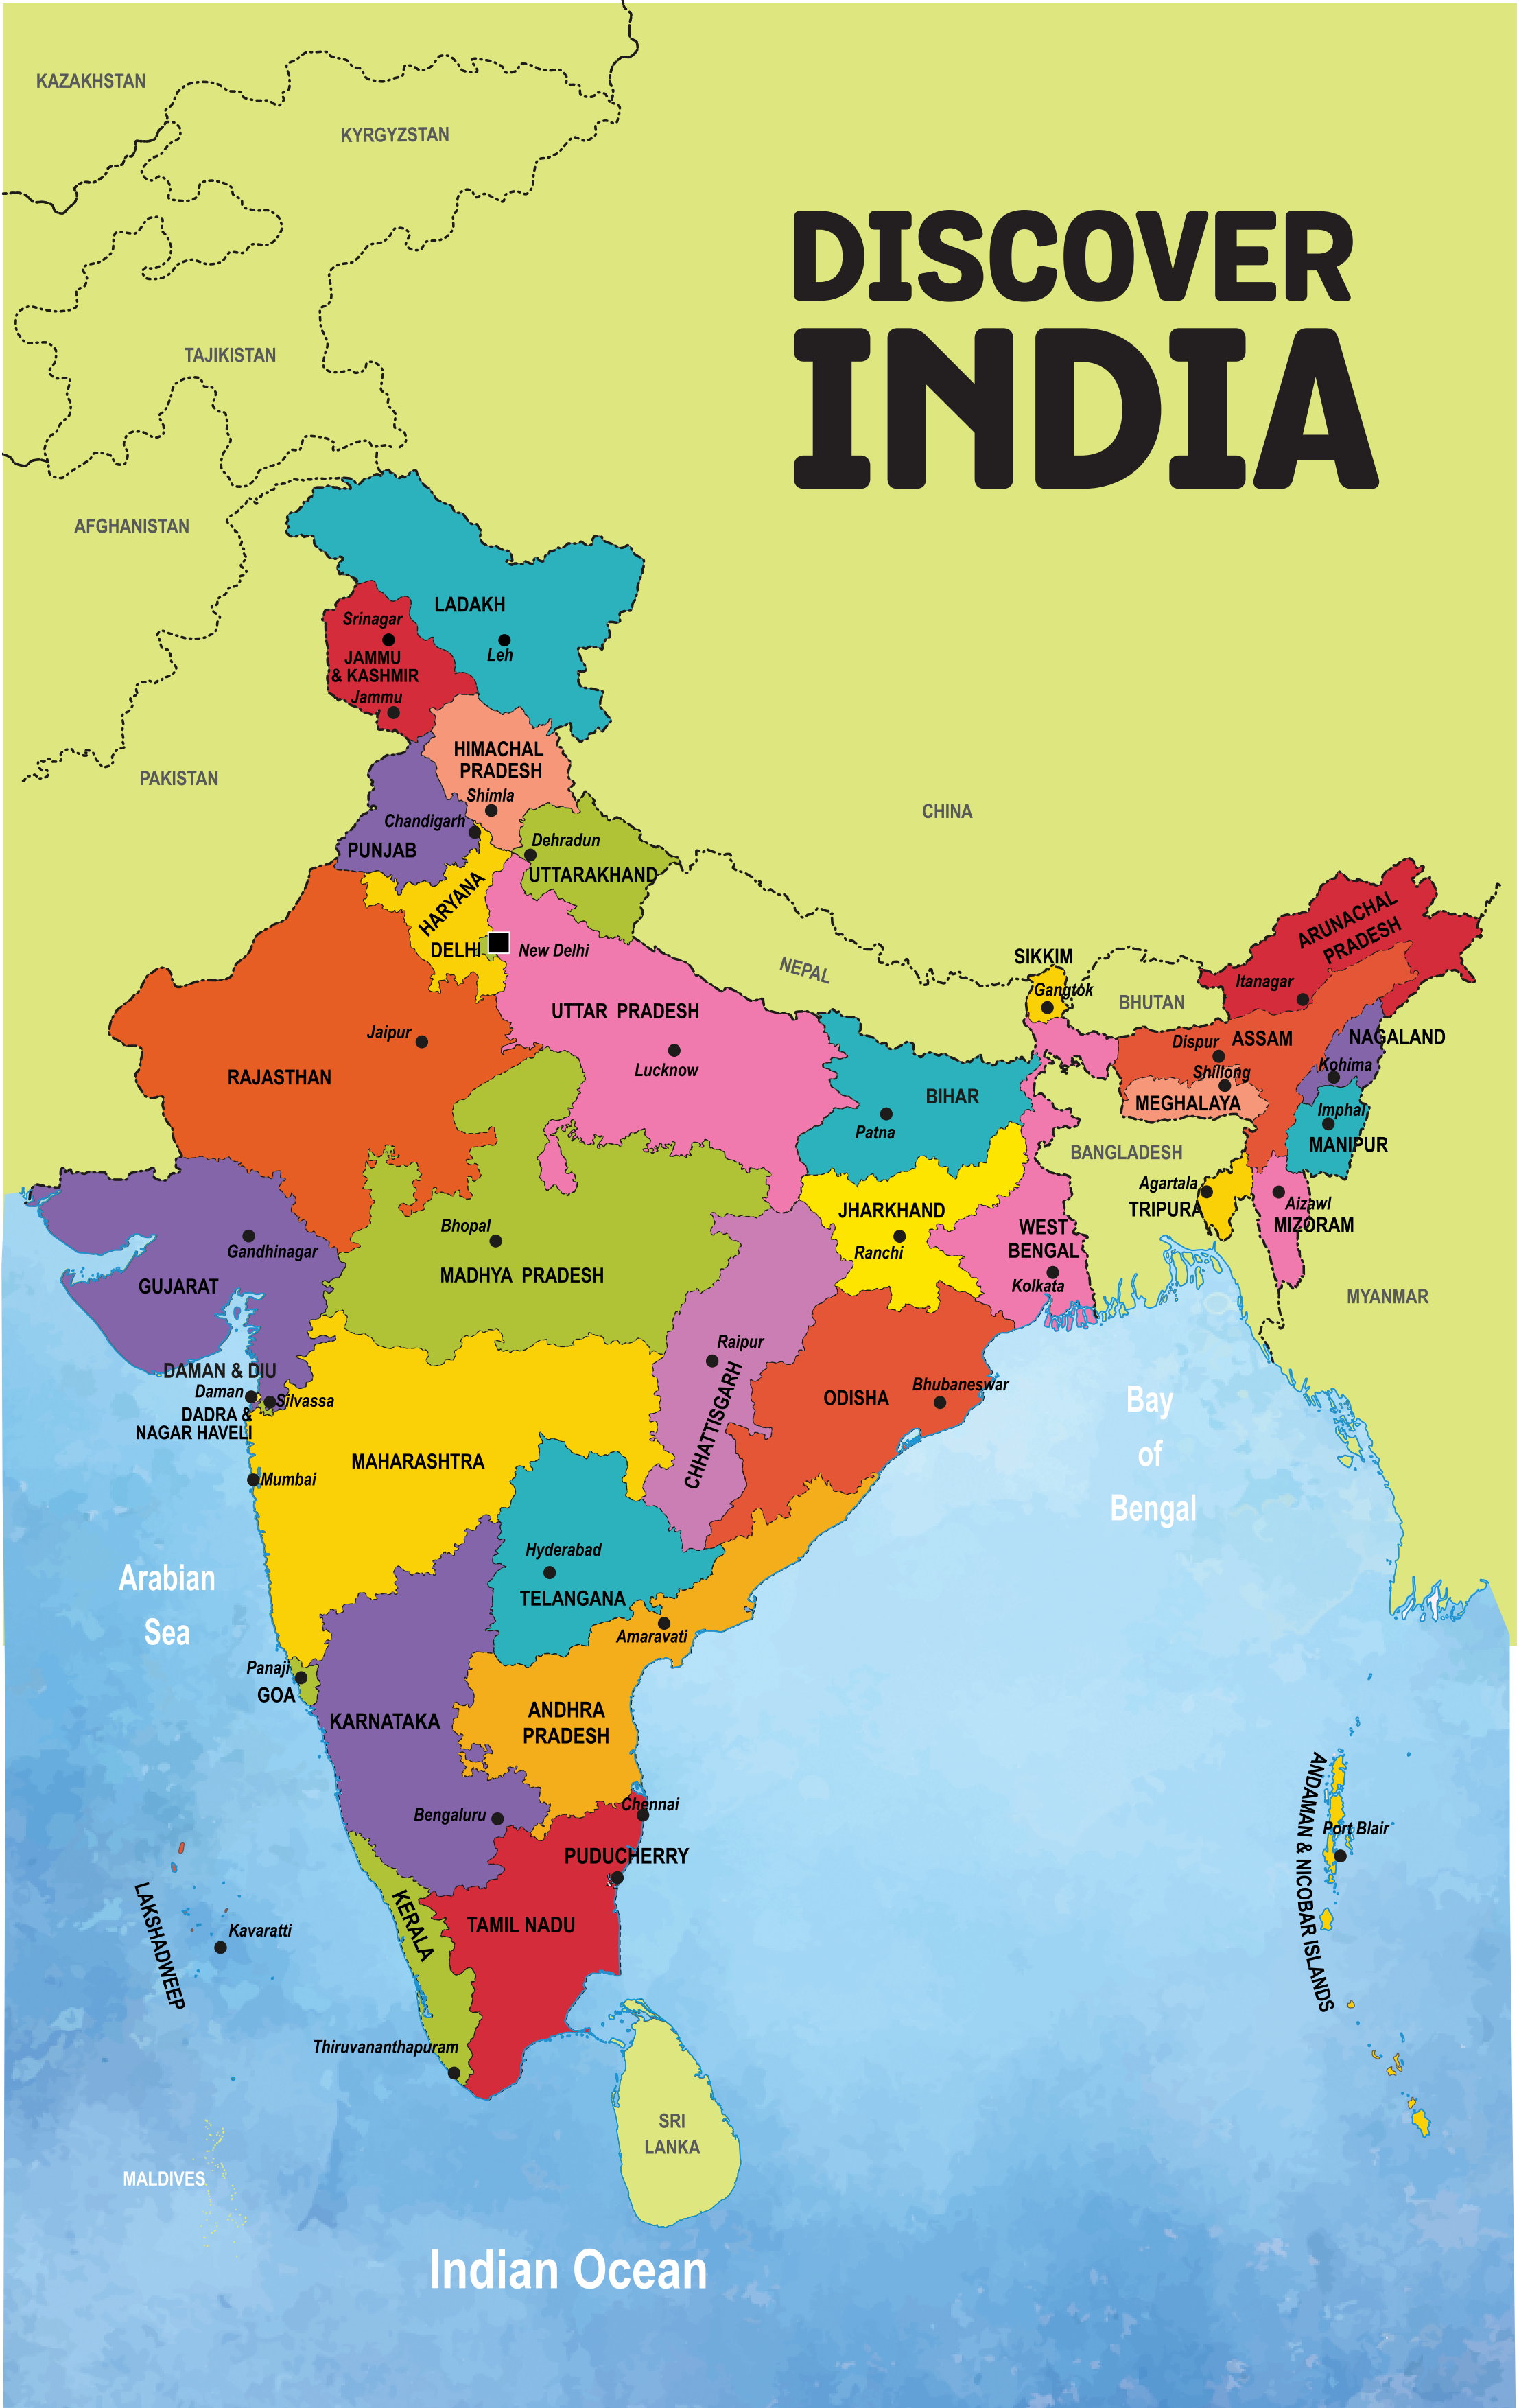 KAZAKHSTAN
KYRGYZSTAN
DISCOVER
INDIA
TAJIKISTAN
AFGHANISTAN
LADAKH
Srinagar
Leh
JAMMU
& KASHMIR
Jammu
HIMACHAL
PRADESH
PAKISTAN
Shimla
CHINA
Chandigarh
Dehradun
PUNJAB
UTTARAKHAND
HARYANA
ARUNACHAL
PRADESH
DELHI
New Delhi
SIKKIM
NEPAL
Itanagar
Gangtok
BHUTAN
UTTAR PRADESH
Jaipur
Dispur
ASSAM
NAGALAND
Lucknow
Shillong
Kohima
RAJASTHAN
BIHAR
MEGHALAYA
Imphal
Patna
MANIPUR
BANGLADESH
Agartala
TRIPURA
Aizawl
MIZORAM
JHARKHAND
Bhopal
WEST
BENGAL
Gandhinagar
Ranchi
MADHYA PRADESH
GUJARAT
Kolkata
MYANMAR
Raipur
DAMAN & DIU
Daman
Silvassa
DADRA &
NAGAR HAVELI
CHHATTISGARH
ODISHA
Bhubaneswar
Bay
of
Bengal
MAHARASHTRA
Mumbai
Hyderabad
Arabian
Sea
TELANGANA
Amaravati
Panaji
GOA
KARNATAKA
ANDHRA
PRADESH
Bengaluru
Chennai
ANDAMAN & NICOBAR ISLANDS
Port Blair
PUDUCHERRY
KERALA
TAMIL NADU
LAKSHADWEEP
Kavaratti
Thiruvananthapuram
SRI
LANKA
MALDIVES
Indian Ocean